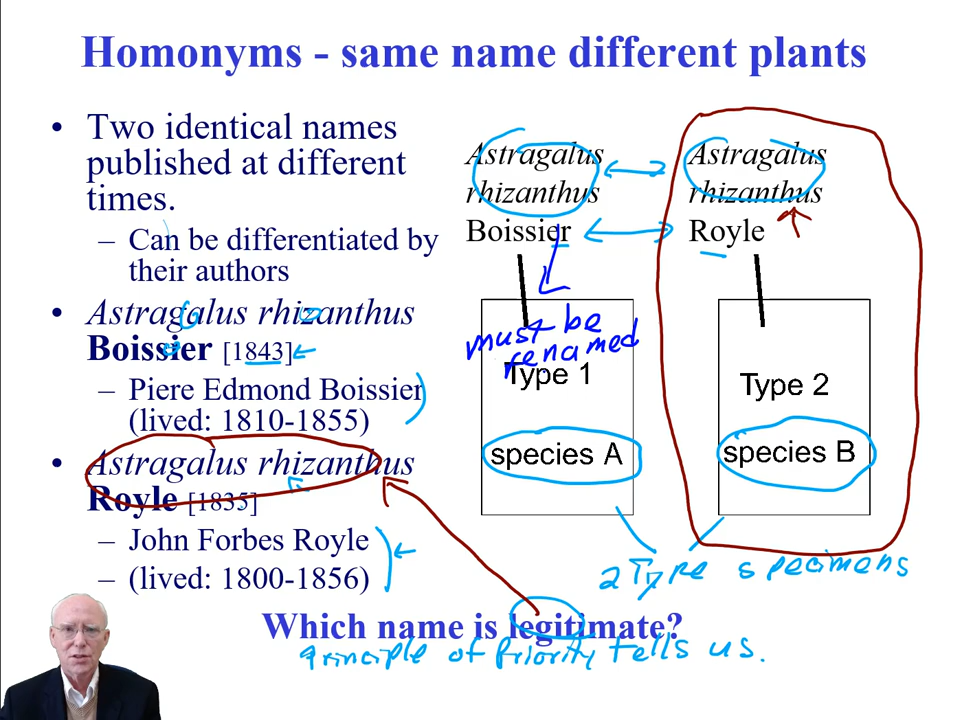 Homonyms - same name different plants
• Two identical names
published at different
times.
– Can be differentiated by
their authors
• Astragalus rhizanthus
Boissier [1843]
– Piere Edmond Boissier
(lived: 1810-1855)
• Astragalus rhizanthus
Royle [1835]
– John Forbes Royle
– (lived: 1800-1856)
Astragalus
rhizanthus
Boissier
must be
renamed
Type 1
species A
Astragalus
rhizanthus
Royle
Type 2
species B
2 Type specimens
Which name is legitimate?
principle of priority tells us.